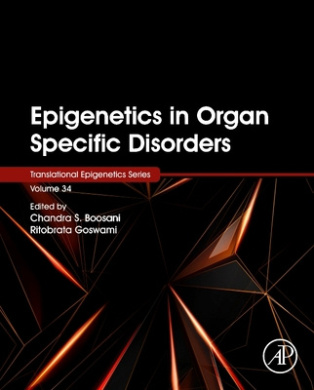 Epigenetics in Organ
Specific Disorders
Translational Epigenetics Series
Volume 34
Edited by
Chandra S. Boosani
Ritobrata Goswami
AP